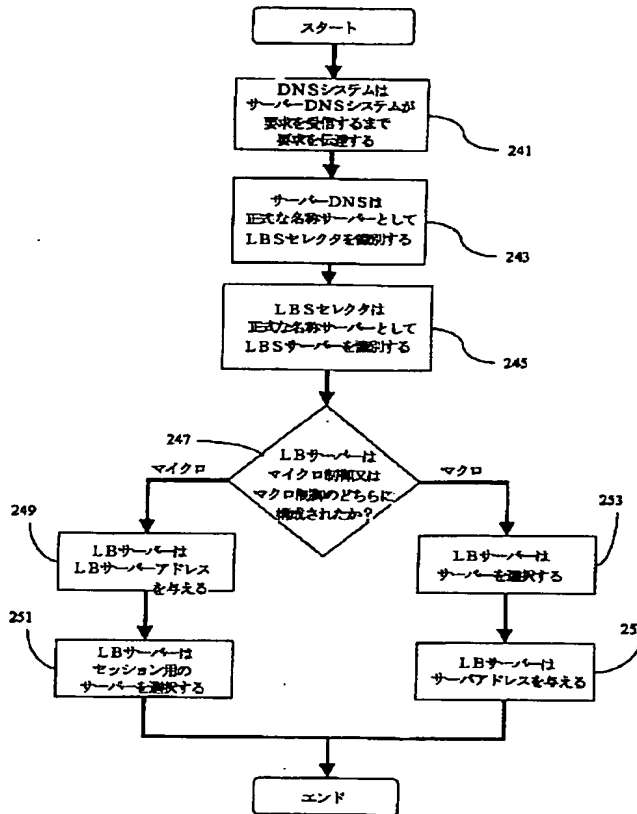 スタート
DNSシステムは
サーバーDNSシステムが
要求を受信するまで
要求を伝達する
241
サーバーDNSは
正式な名称サーバーとして
LBSセレクタを識別する
243
LBSセレクタは
正式な名称サーバーとして
LBSサーバーを識別する
245
247
LBサーバーは
マイクロ制御又は
マクロ制御のどちらに
構成されたか?
マイクロ
マクロ
249
LBサーバーは
LBサーバーアドレス
を与える
253
LBサーバーは
サーバーを選択する
251
LBサーバーは
セッション用の
サーバーを選択する
25
LBサーバーは
サーバアドレスを与える
エンド